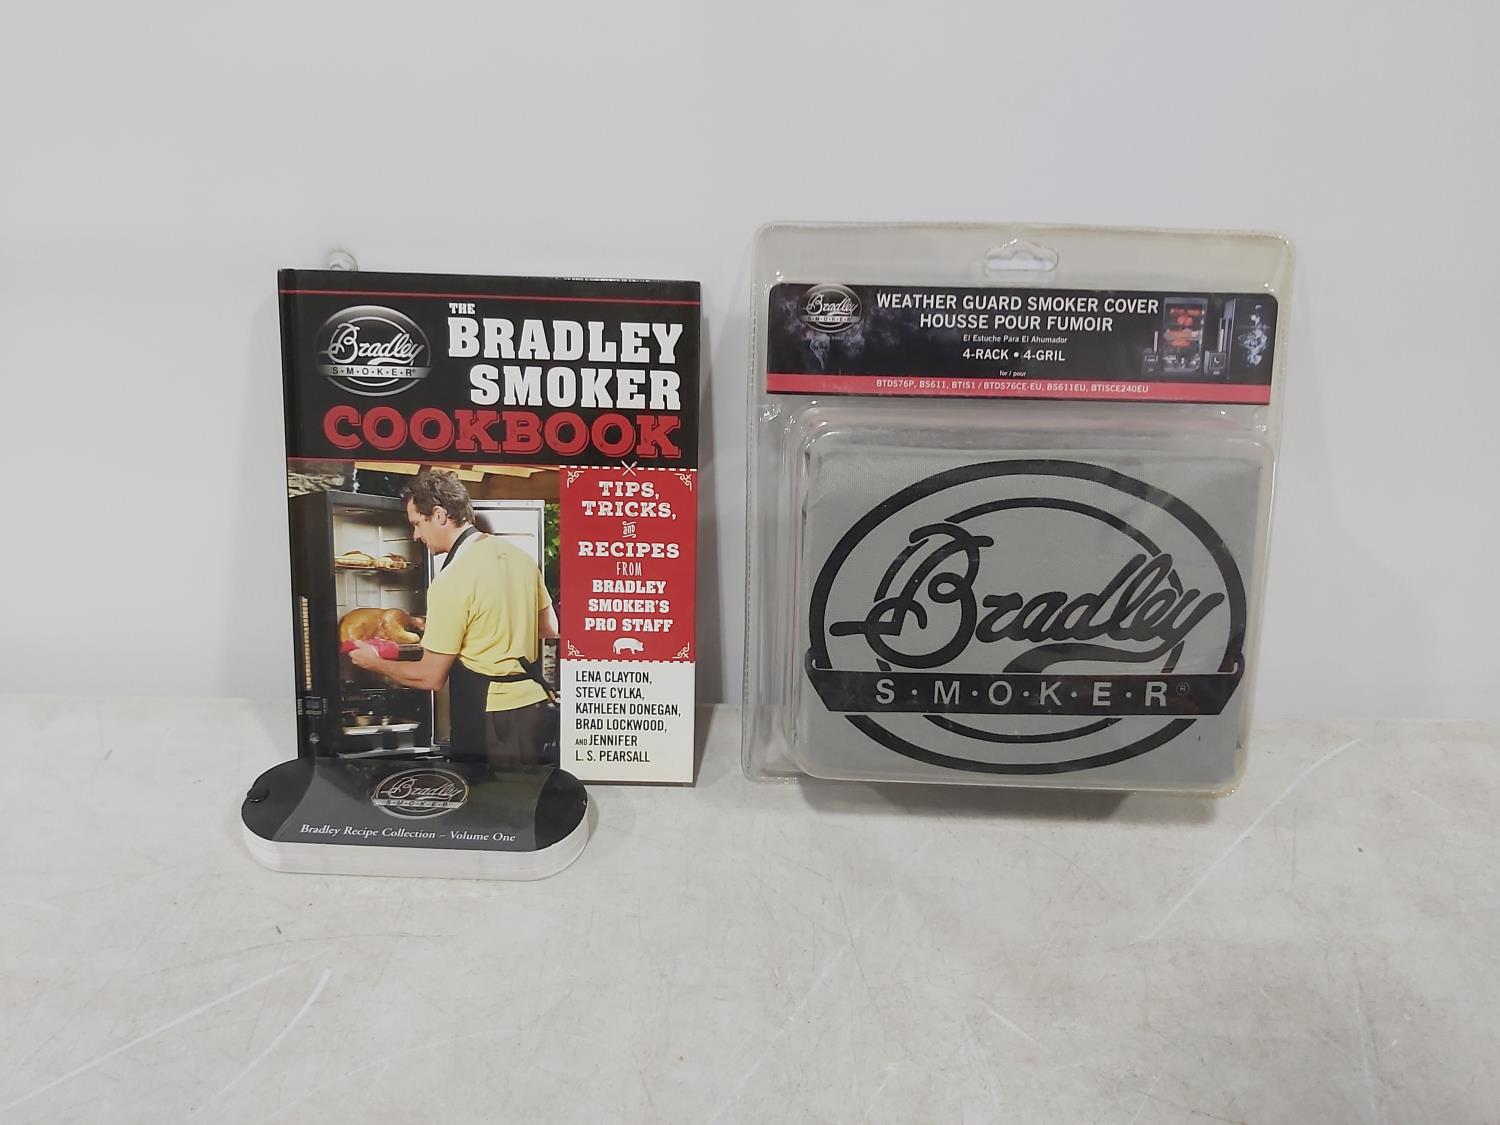 Bradley
S·M·O·K·E·R®
THE
BRADLEY
SMOKER
COOKBOOK
TIPS,
TRICKS,
and
RECIPES
FROM
BRADLEY
SMOKER'S
PRO STAFF
LENA CLAYTON,
STEVE CYLKA,
KATHLEEN DONEGAN,
BRAD LOCKWOOD,
AND JENNIFER
L. S. PEARSALL
Bradley
S·M·O·K·E·R
Bradley Recipe Collection – Volume One
Bradley
S·M·O·K·E·R
WEATHER GUARD SMOKER COVER
HOUSSE POUR FUMOIR
El Estuche Para El Ahumador
4-RACK • 4-GRIL
for / pour
BTDS76P, BS611, BTIS1 / BTDS76CE-EU, BS611EU, BTISCE240EU
Bradley
S·M·O·K·E·R®